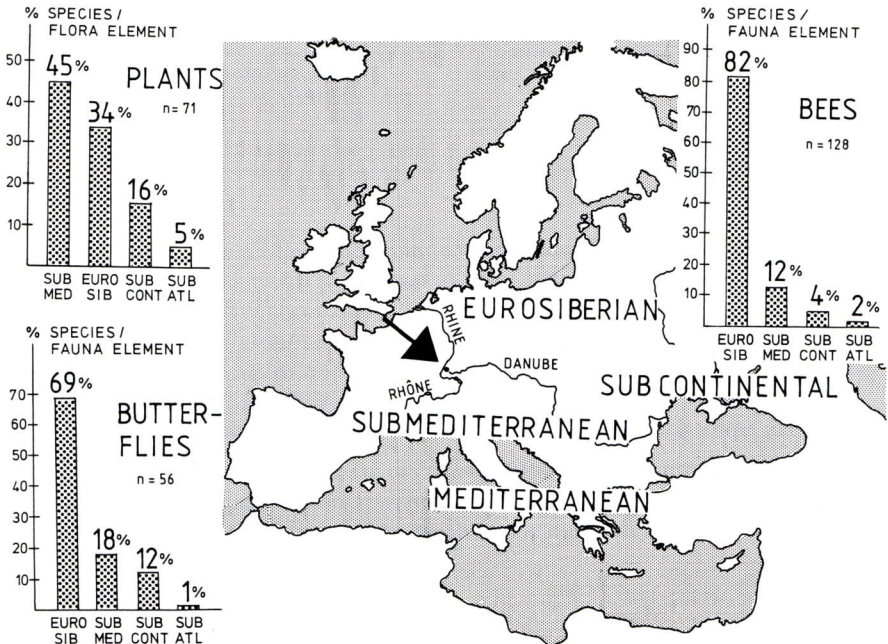 % SPECIES/
FLORA ELEMENT
PLANTS
n = 71
50
40
30
20
10
45%
34%
16%
5%
SUB MED
EURO SIB
SUB CONT
SUB ATL
% SPECIES/
FAUNA ELEMENT
BUTTER-
FLIES
n = 56
70
60
50
40
30
20
10
69%
18%
12%
1%
EURO SIB
SUB MED
SUB CONT
SUB ATL
% SPECIES/
FAUNA ELEMENT
BEES
n = 128
90
80
70
60
50
40
30
20
10
82%
12%
4%
2%
EURO SIB
SUB MED
SUB CONT
SUB ATL
EUROSIBERIAN
RHINE
DANUBE
RHÔNE
SUBCONTINENTAL
SUBMEDITERRANEAN
MEDITERRANEAN